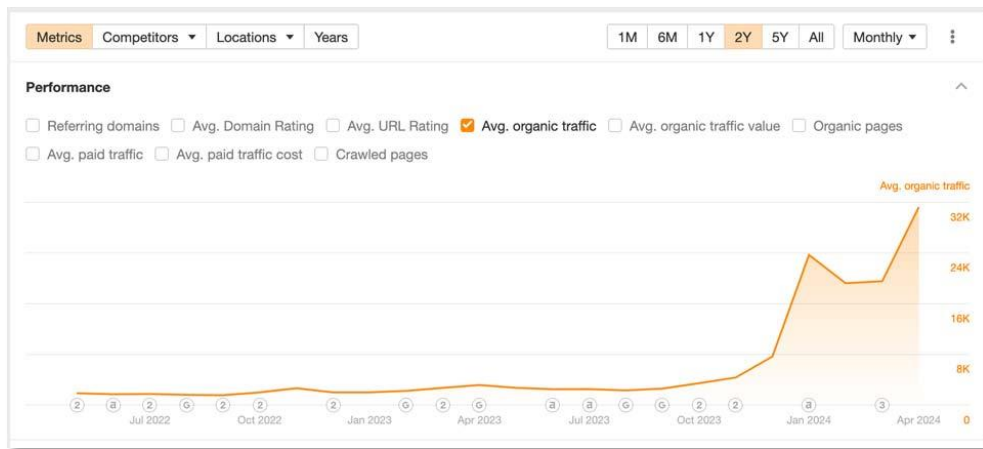 Metrics Competitors Locations Years 1M 6M 1Y 2Y 5Y All Monthly
Performance
Referring domains Avg. Domain Rating Avg. URL Rating Avg. organic traffic Avg. organic traffic value Organic pages
Avg. paid traffic Avg. paid traffic cost Crawled pages
Avg. organic traffic
32K
24K
16K
8K
2 a 2 G 2 2 2 G 2 G a a G G 2 2 a 3
Jul 2022 Oct 2022 Jan 2023 Apr 2023 Jul 2023 Oct 2023 Jan 2024 Apr 2024 0